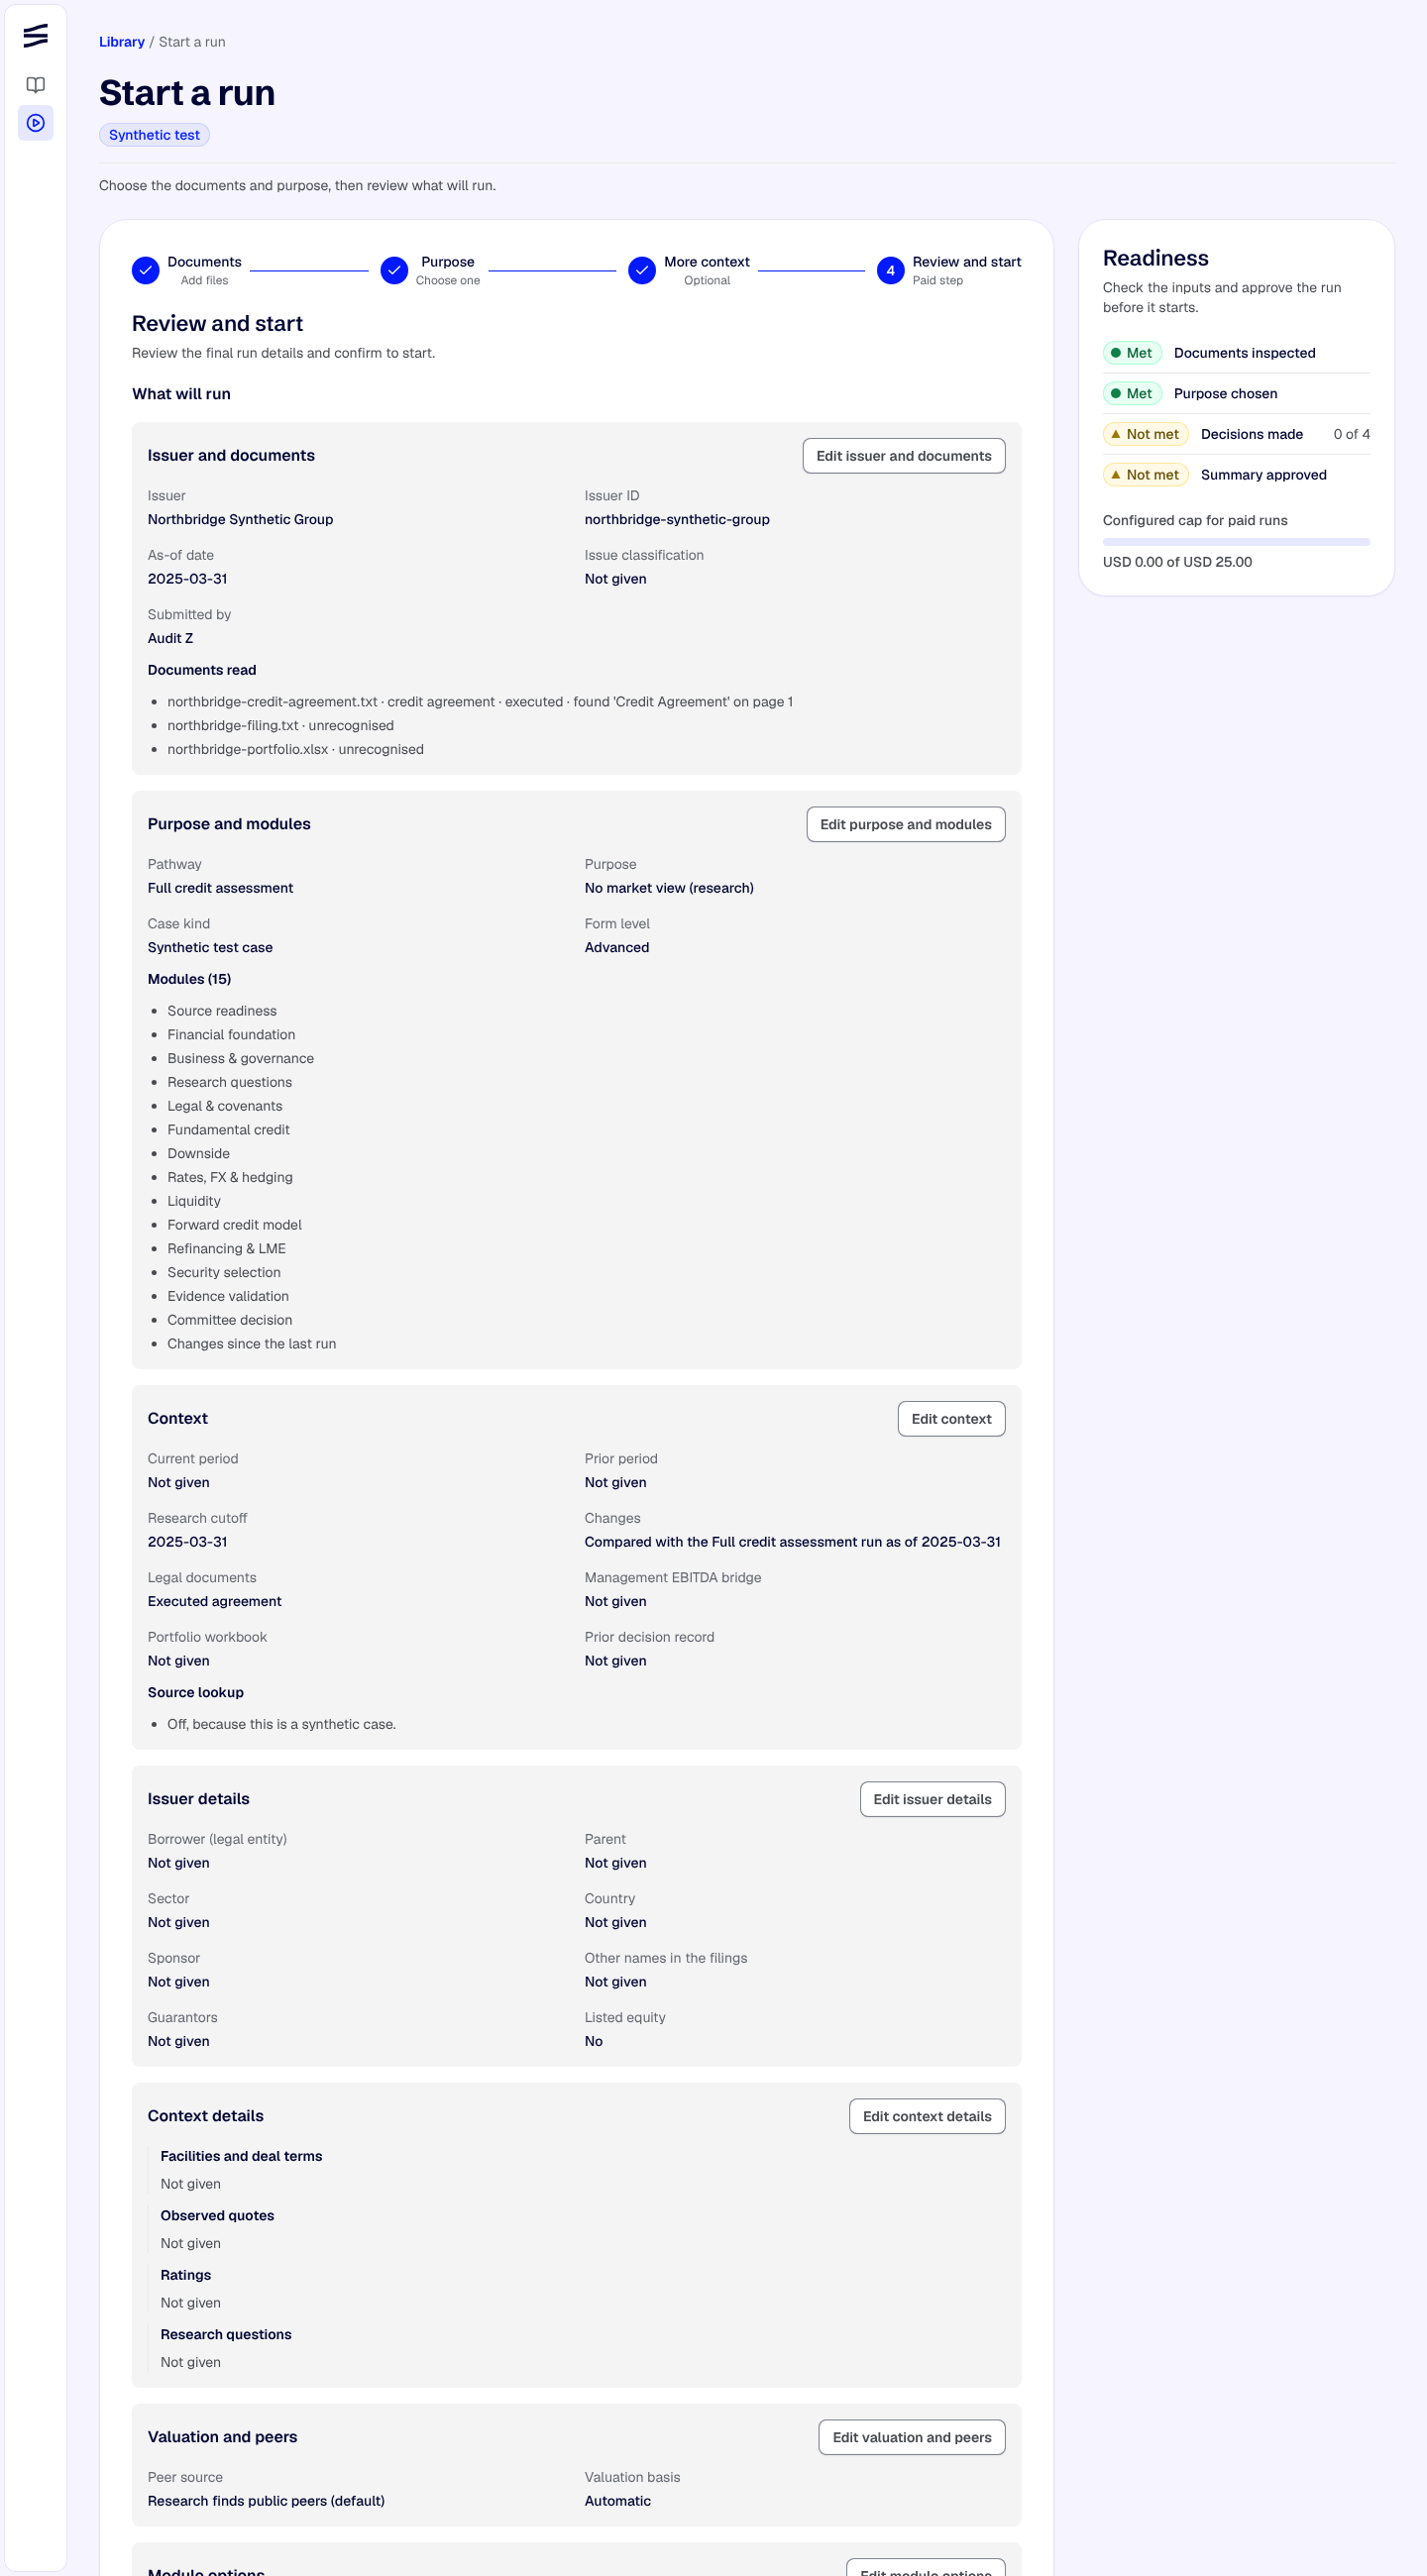 Library / Start a run
Start a run
Synthetic test
Choose the documents and purpose, then review what will run.
Documents
Add files
Purpose
Choose one
More context
Optional
4
Review and start
Paid step
Review and start
Review the final run details and confirm to start.
What will run
Issuer and documents
Edit issuer and documents
Issuer
Northbridge Synthetic Group
Issuer ID
northbridge-synthetic-group
As-of date
2025-03-31
Issue classification
Not given
Submitted by
Audit Z
Documents read
• northbridge-credit-agreement.txt · credit agreement · executed · found 'Credit Agreement' on page 1
• northbridge-filing.txt · unrecognised
• northbridge-portfolio.xlsx · unrecognised
Purpose and modules
Edit purpose and modules
Pathway
Full credit assessment
Purpose
No market view (research)
Case kind
Synthetic test case
Form level
Advanced
Modules (15)
• Source readiness
• Financial foundation
• Business & governance
• Research questions
• Legal & covenants
• Fundamental credit
• Downside
• Rates, FX & hedging
• Liquidity
• Forward credit model
• Refinancing & LME
• Security selection
• Evidence validation
• Committee decision
• Changes since the last run
Context
Edit context
Current period
Not given
Prior period
Not given
Research cutoff
2025-03-31
Changes
Compared with the Full credit assessment run as of 2025-03-31
Legal documents
Executed agreement
Management EBITDA bridge
Not given
Portfolio workbook
Not given
Prior decision record
Not given
Source lookup
• Off, because this is a synthetic case.
Issuer details
Edit issuer details
Borrower (legal entity)
Not given
Parent
Not given
Sector
Not given
Country
Not given
Sponsor
Not given
Other names in the filings
Not given
Guarantors
Not given
Listed equity
No
Context details
Edit context details
Facilities and deal terms
Not given
Observed quotes
Not given
Ratings
Not given
Research questions
Not given
Valuation and peers
Edit valuation and peers
Peer source
Research finds public peers (default)
Valuation basis
Automatic
Module options
Edit module options
Readiness
Check the inputs and approve the run
before it starts.
Met Documents inspected
Met Purpose chosen
Not met Decisions made 0 of 4
Not met Summary approved
Configured cap for paid runs
USD 0.00 of USD 25.00